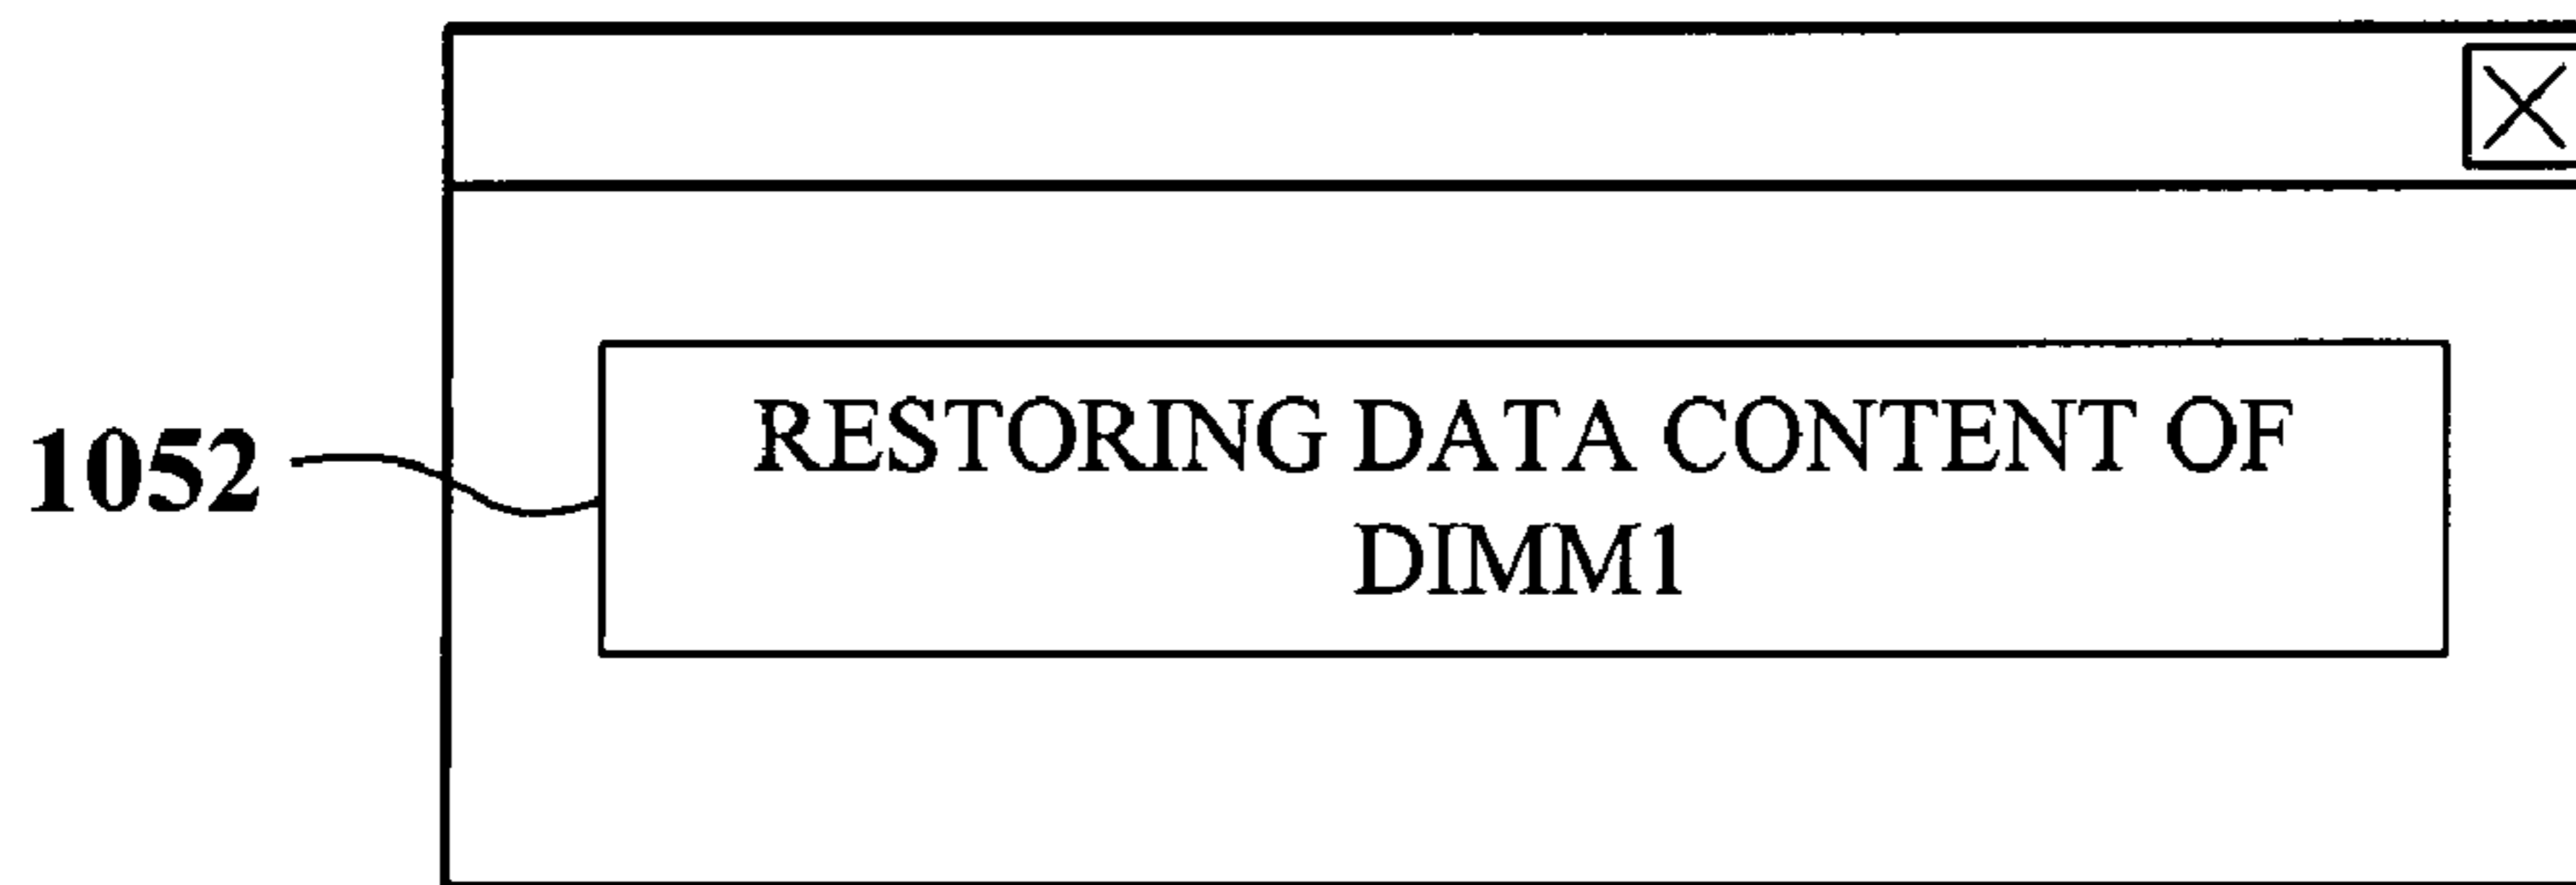 RESTORING DATA CONTENT OF
DIMM1
1052